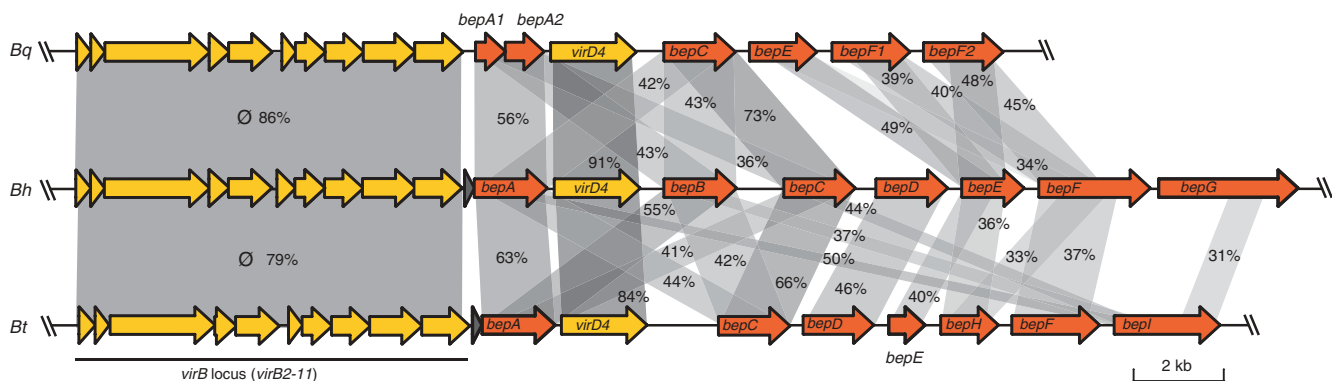 bepA1 bepA2
Bq virD4 bepC bepE bepF1 bepF2
39% 48%
42% 40%
43% 45%
Ø 86% 56% 73% 49%
91% 43% 36% 34%
Bh bepA virD4 bepB bepC bepD bepE bepF bepG
55% 44%
37% 36%
41% 42% 50% 33% 37% 31%
Ø 79% 63%
44% 66% 46%
84% 40%
Bt bepA virD4 bepC bepD bepH bepF bepI
bepE
2 kb
virB locus (virB2-11)